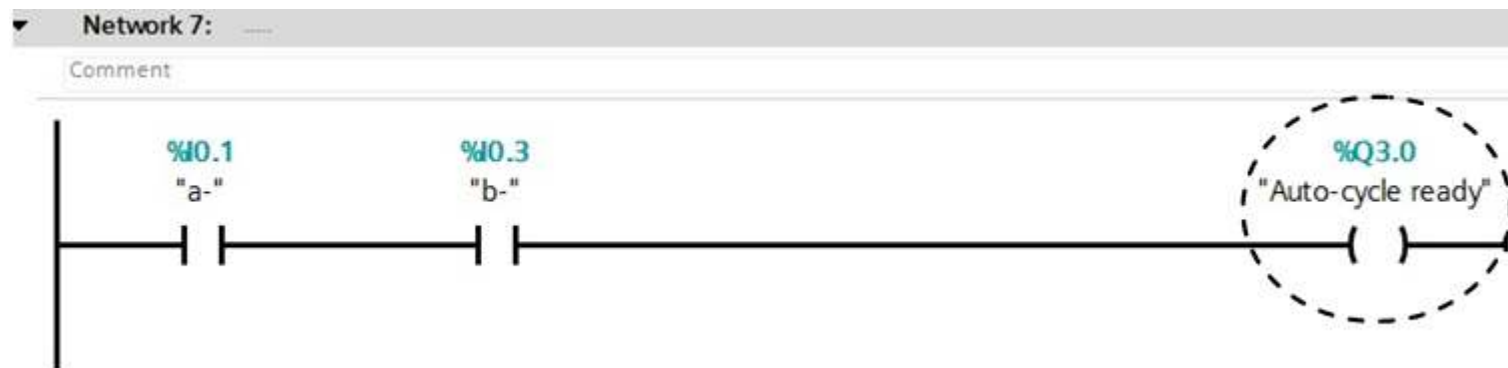 Network 7: .....
Comment
%I0.1 %I0.3 %Q3.0
"a-" "b-" "Auto-cycle ready"